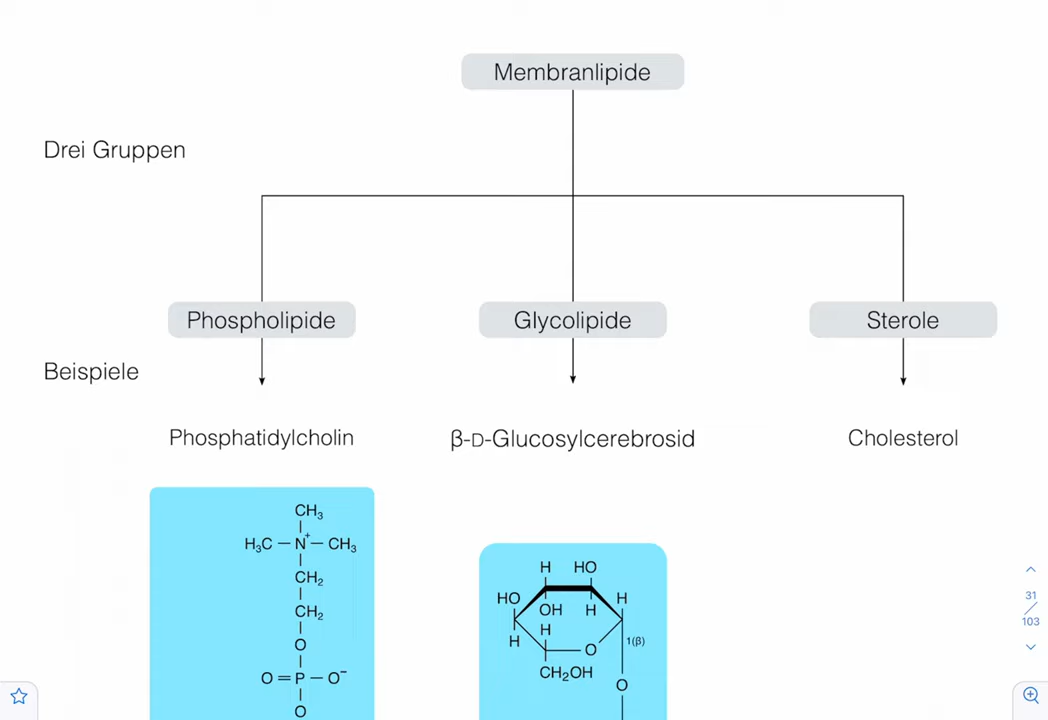 Membranlipide
Drei Gruppen
Phospholipide
Glycolipide
Sterole
Beispiele
Phosphatidylcholin
β-D-Glucosylcerebrosid
Cholesterol
CH₃
H₃C — N⁺ — CH₃
CH₂
CH₂
O
O = P — O⁻
O
H HO
HO H
OH H
H H
1(β)
O
CH₂OH
O
31
103